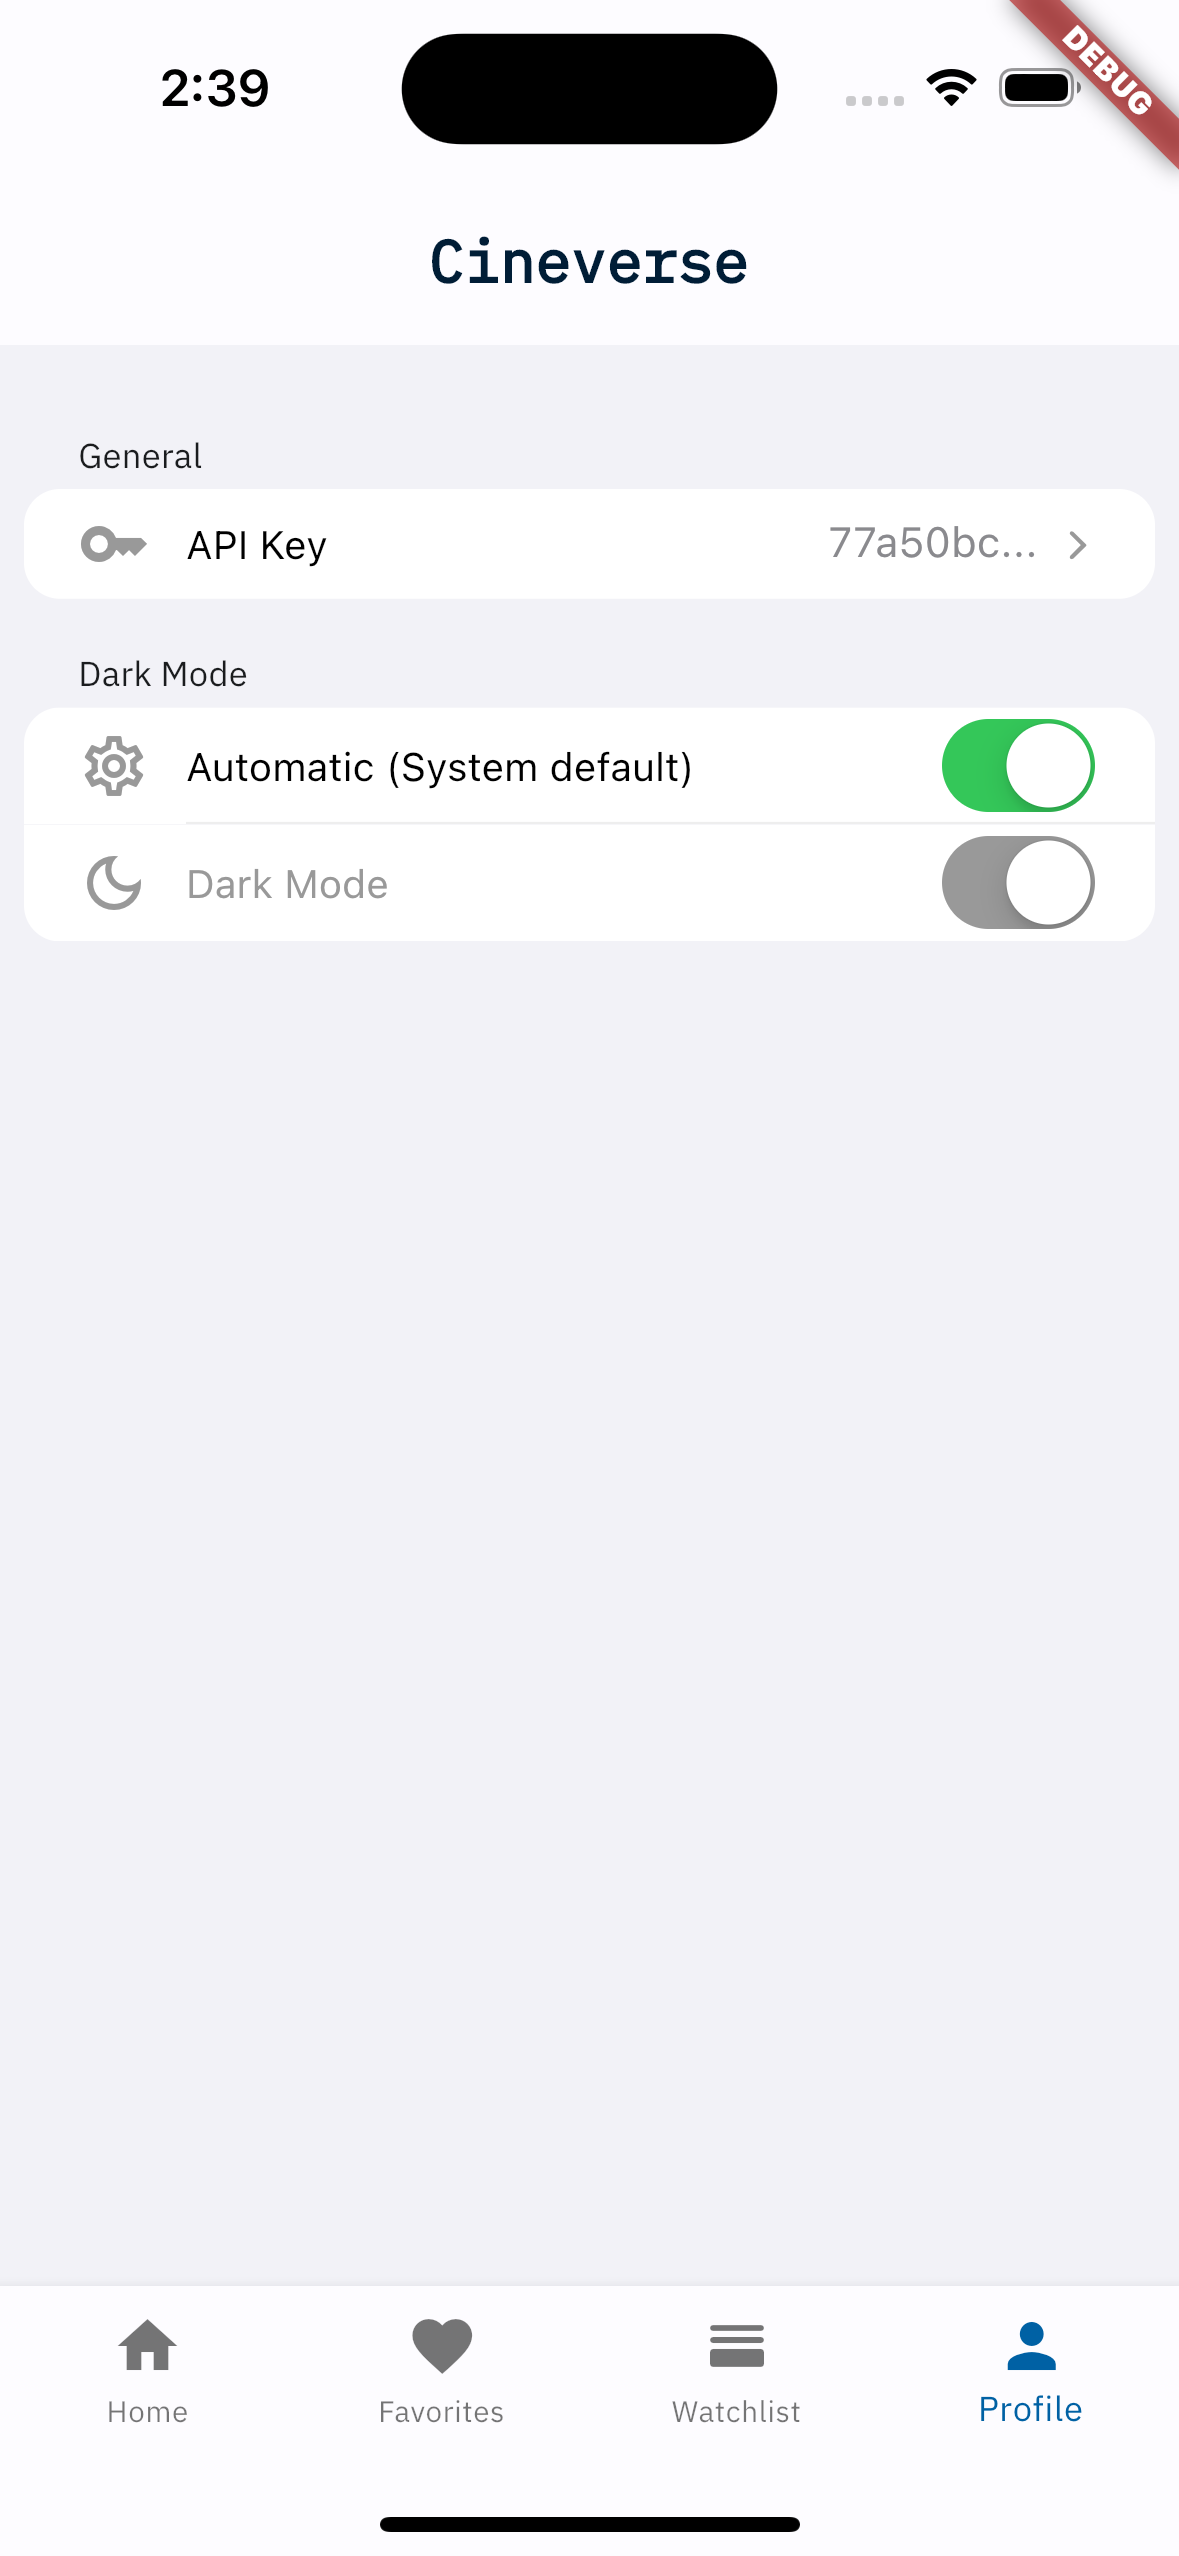 2:39
DEBUG
Cineverse
General
API Key 77a50bc...
Dark Mode
Automatic (System default)
Dark Mode
Home Favorites Watchlist Profile